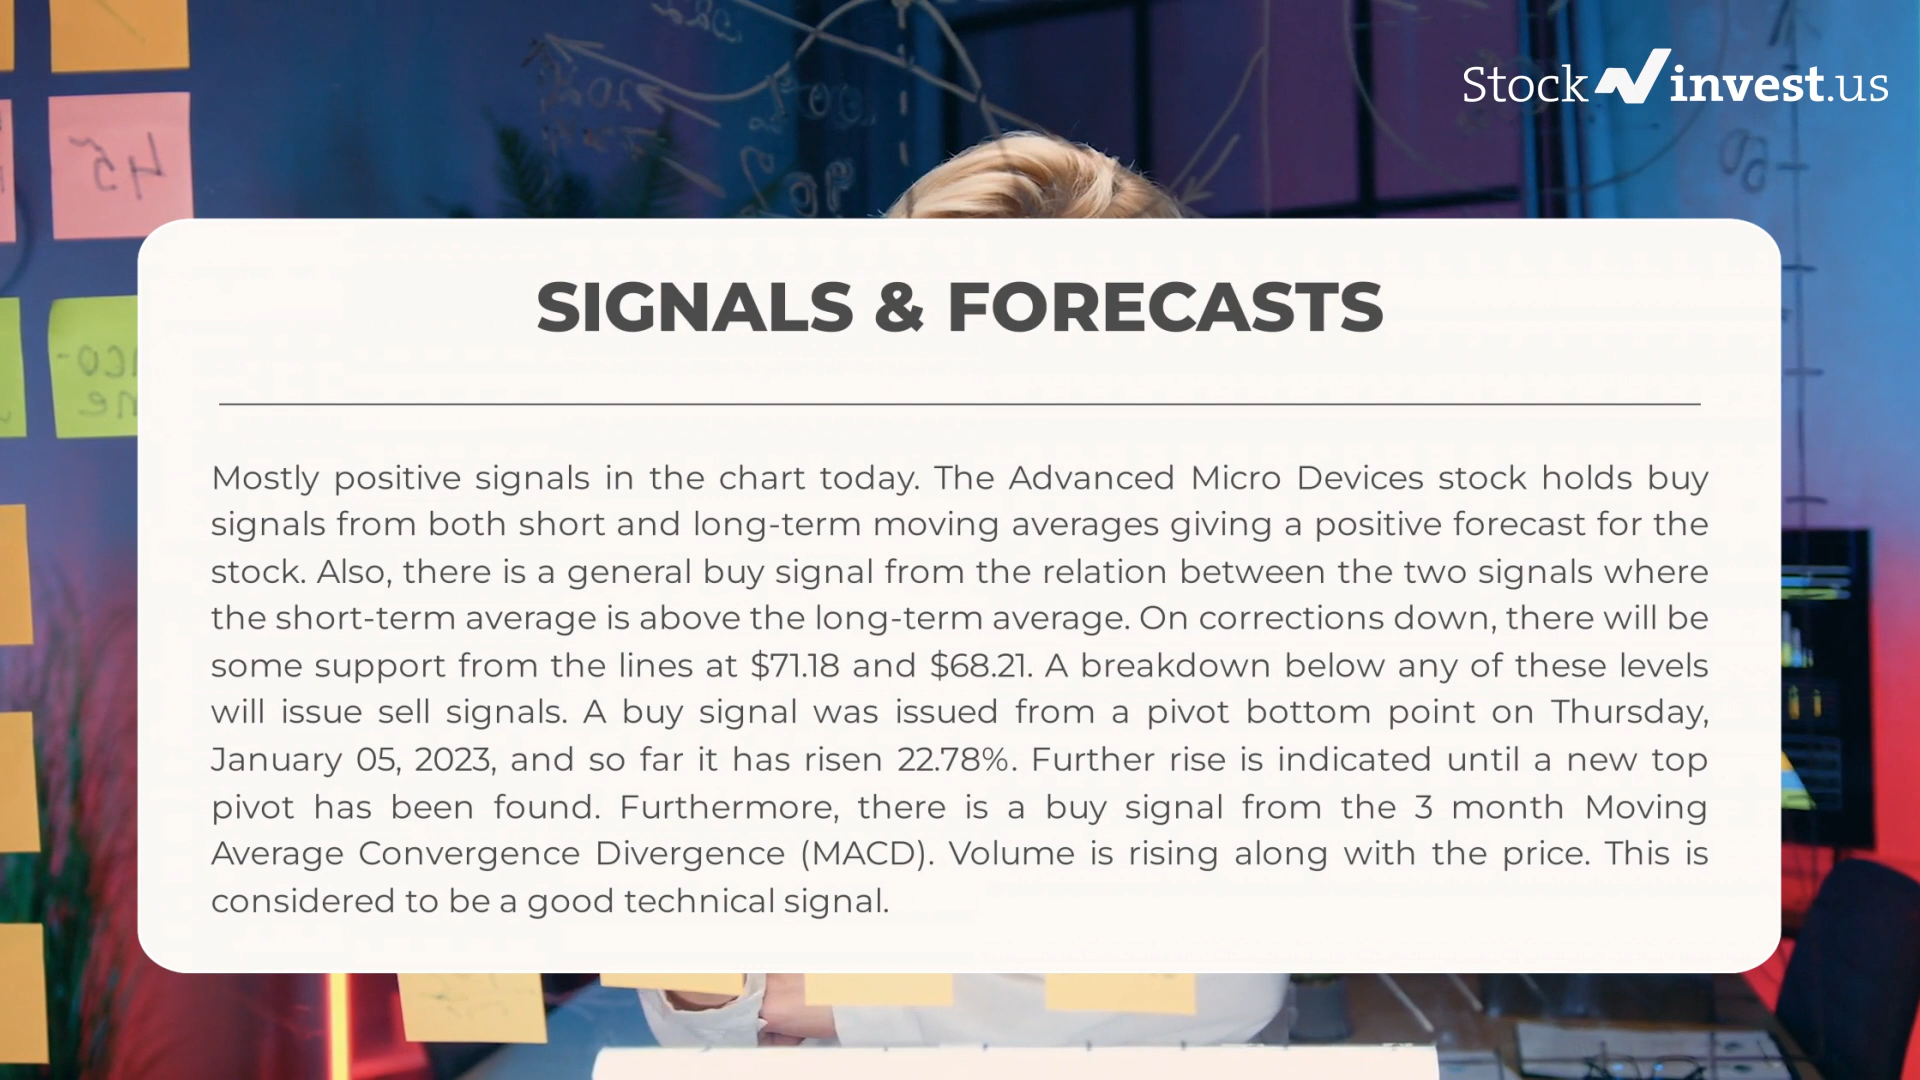 Stock invest.us
45
SIGNALS & FORECASTS
Mostly positive signals in the chart today. The Advanced Micro Devices stock holds buy
signals from both short and long-term moving averages giving a positive forecast for the
stock. Also, there is a general buy signal from the relation between the two signals where
the short-term average is above the long-term average. On corrections down, there will be
some support from the lines at $71.18 and $68.21. A breakdown below any of these levels
will issue sell signals. A buy signal was issued from a pivot bottom point on Thursday,
January 05, 2023, and so far it has risen 22.78%. Further rise is indicated until a new top
pivot has been found. Furthermore, there is a buy signal from the 3 month Moving
Average Convergence Divergence (MACD). Volume is rising along with the price. This is
considered to be a good technical signal.